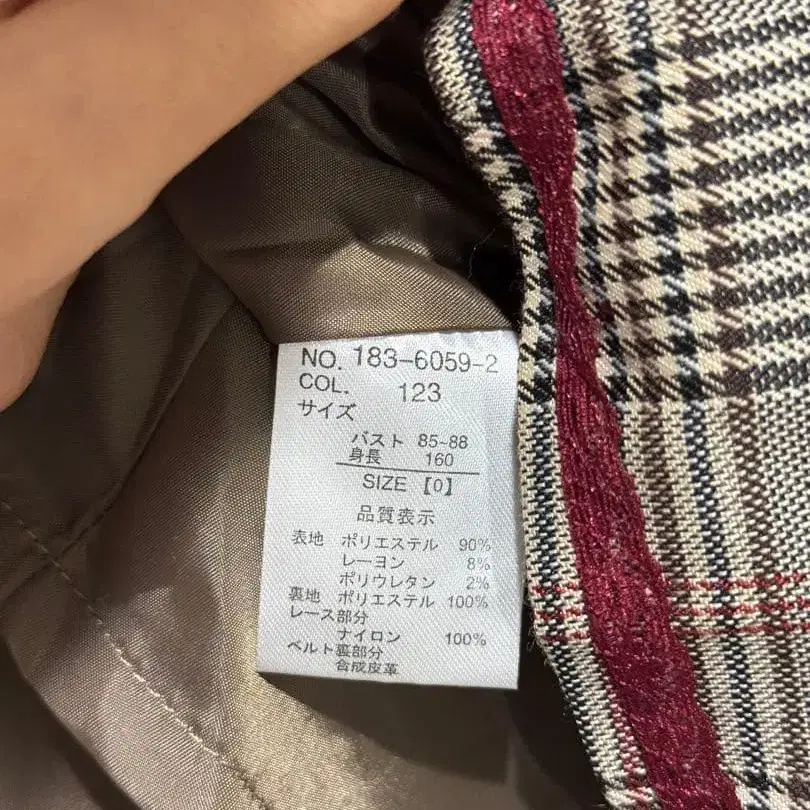 NO. 183-6059-2
COL. 123
サイズ
バスト 85-88
身長 160
SIZE 【0】
品質表示
表地 ポリエステル 90%
レーヨン 8%
ポリウレタン 2%
裏地 ポリエステル 100%
レース部分
ナイロン 100%
ベルト裏部分
合成皮革